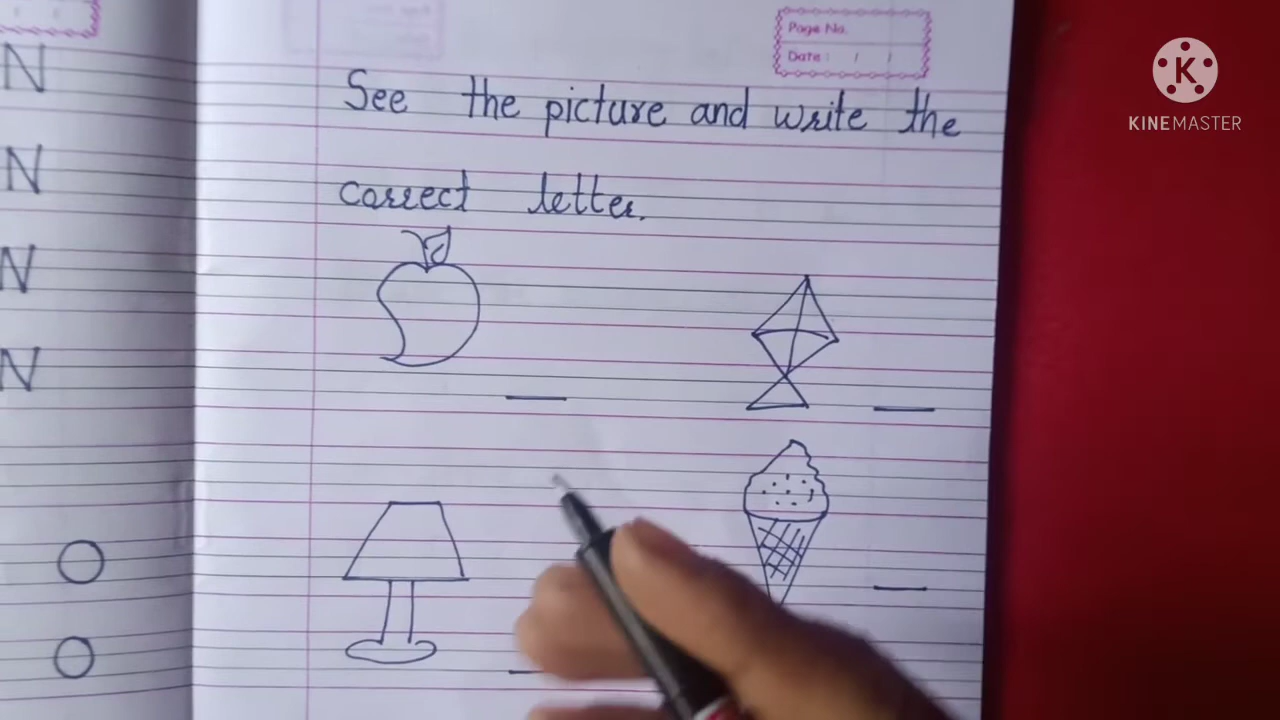 Page No.
Date : / /
K
KINEMASTER
N
See the picture and write the
N
correct letter.
N
N
O
O